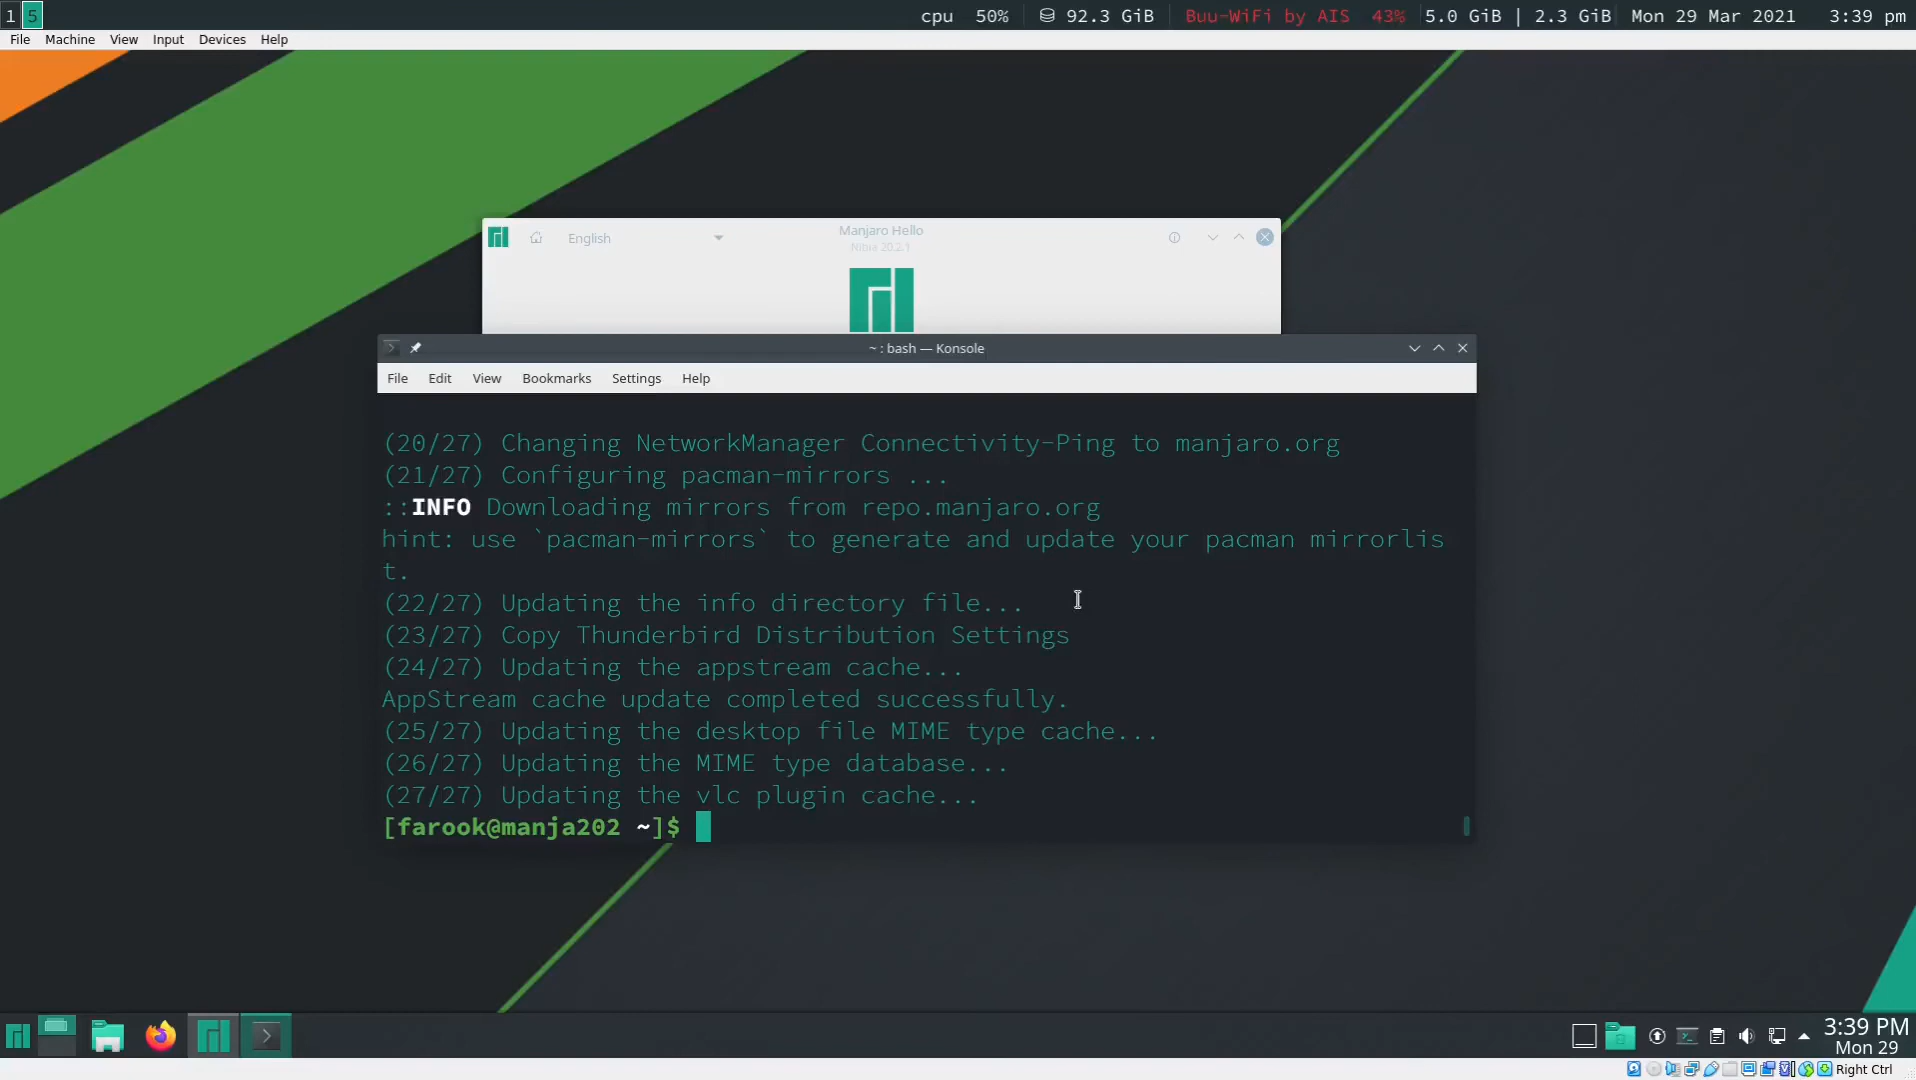 1 5 cpu 50% 92.3 GiB Buu-WiFi by AIS 43% 5.0 GiB | 2.3 GiB Mon 29 Mar 2021 3:39 pm
File Machine View Input Devices Help
English
Manjaro Hello
Nibia 20.2.1
~ : bash — Konsole
File Edit View Bookmarks Settings Help
(20/27) Changing NetworkManager Connectivity-Ping to manjaro.org
(21/27) Configuring pacman-mirrors ...
::INFO Downloading mirrors from repo.manjaro.org
hint: use `pacman-mirrors` to generate and update your pacman mirrorlis
t.
(22/27) Updating the info directory file...
(23/27) Copy Thunderbird Distribution Settings
(24/27) Updating the appstream cache...
AppStream cache update completed successfully.
(25/27) Updating the desktop file MIME type cache...
(26/27) Updating the MIME type database...
(27/27) Updating the vlc plugin cache...
[farook@manja202 ~]$
3:39 PM
Mon 29
Right Ctrl